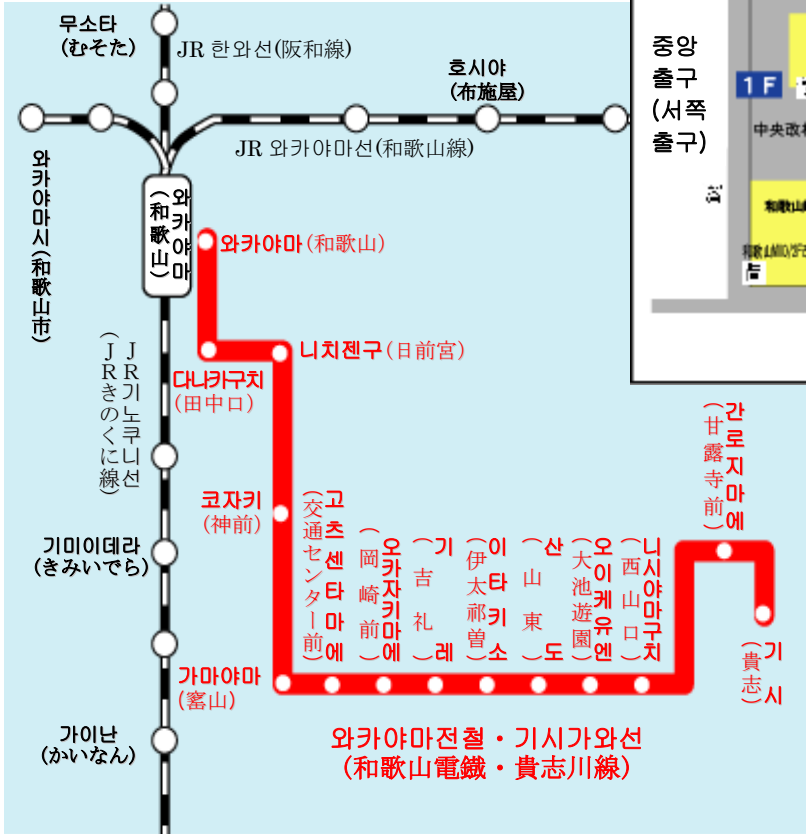 무소타
(むそた)
JR 한와선(阪和線)
호시야
(布施屋)
JR 와카야마선(和歌山線)
와카야마시(和歌山市)
와카야마
(和歌山)
와카야마(和歌山)
니치젠구(日前宮)
다나카구치
(田中口)
JR기노쿠니선
(JRきのくに線)
코자키
(神前)
기미이데라
(きみいでら)
가마야마
(竈山)
가이난
(かいなん)
고츠센타마에
(交通センター前)
오카자키마에
(岡崎前)
기레
(吉礼)
이타키소
(伊太祁曽)
산도
(山東)
오이케유엔
(大池遊園)
니시야마구치
(西山口)
간로지마에
(甘露寺前)
기시
(貴志)
와카야마전철・기시가와선
(和歌山電鐵・貴志川線)
중앙
출구
(서쪽
출구)
1F
中央改